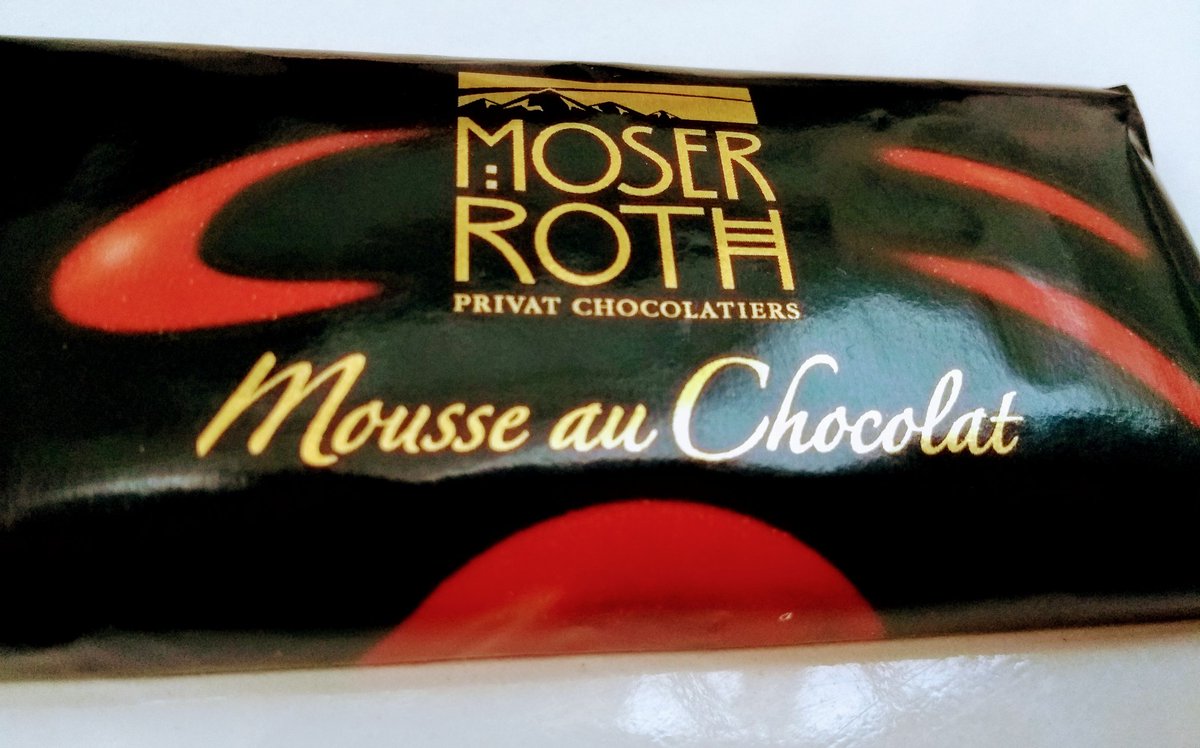 MOSER
ROTH
PRIVAT CHOCOLATIERS
Mousse au Chocolat